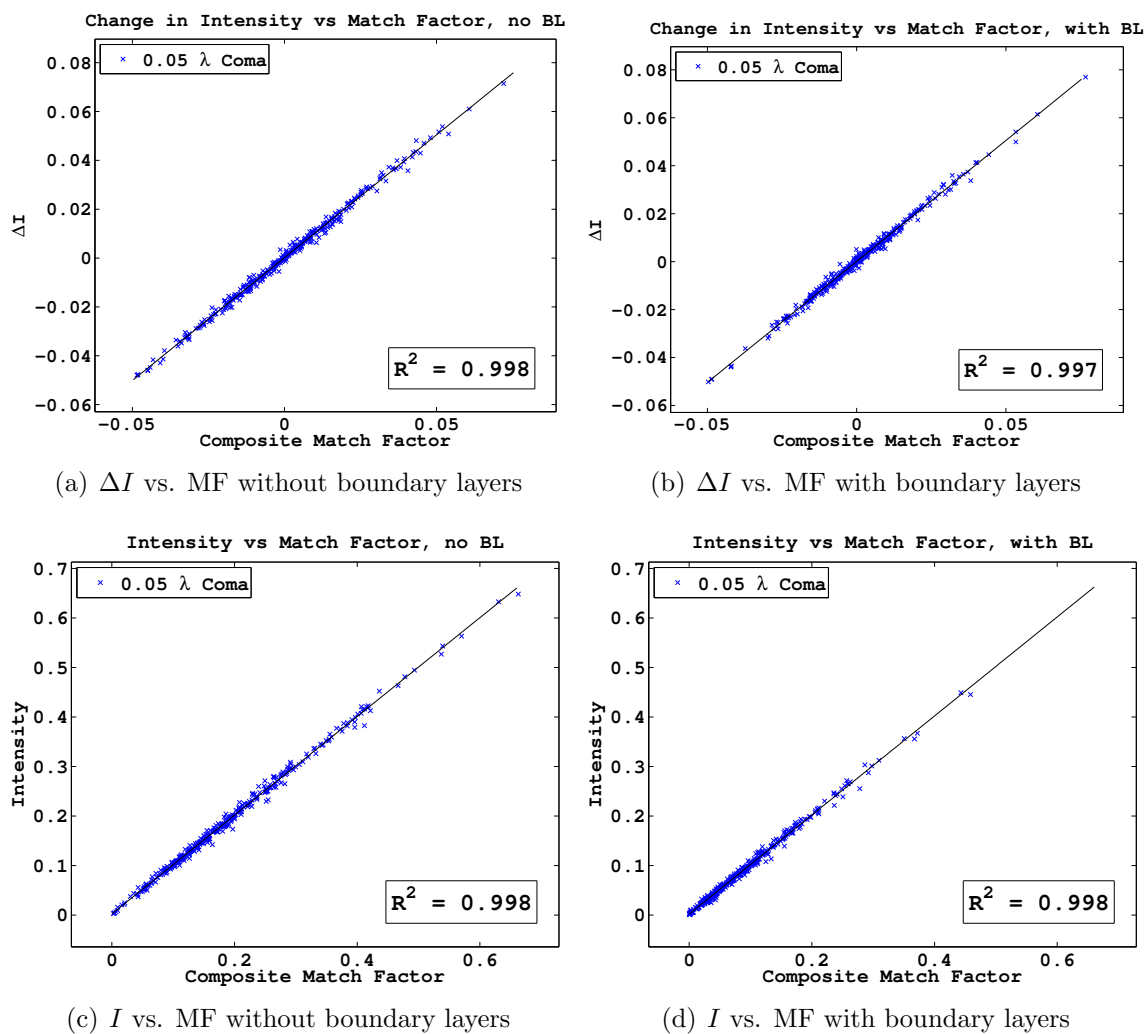 Change in Intensity vs Match Factor, no BL
0.05 λ Coma
0.08
0.06
0.04
0.02
0
−0.02
−0.04
−0.06
ΔI
R² = 0.998
−0.05
0
0.05
Composite Match Factor
(a) ΔI vs. MF without boundary layers
Change in Intensity vs Match Factor, with BL
0.05 λ Coma
0.08
0.06
0.04
0.02
0
−0.02
−0.04
−0.06
ΔI
R² = 0.997
−0.05
0
0.05
Composite Match Factor
(b) ΔI vs. MF with boundary layers
Intensity vs Match Factor, no BL
0.05 λ Coma
0.7
0.6
0.5
0.4
0.3
0.2
0.1
0
Intensity
R² = 0.998
0
0.2
0.4
0.6
Composite Match Factor
(c) I vs. MF without boundary layers
Intensity vs Match Factor, with BL
0.05 λ Coma
0.7
0.6
0.5
0.4
0.3
0.2
0.1
0
Intensity
R² = 0.998
0
0.2
0.4
0.6
Composite Match Factor
(d) I vs. MF with boundary layers